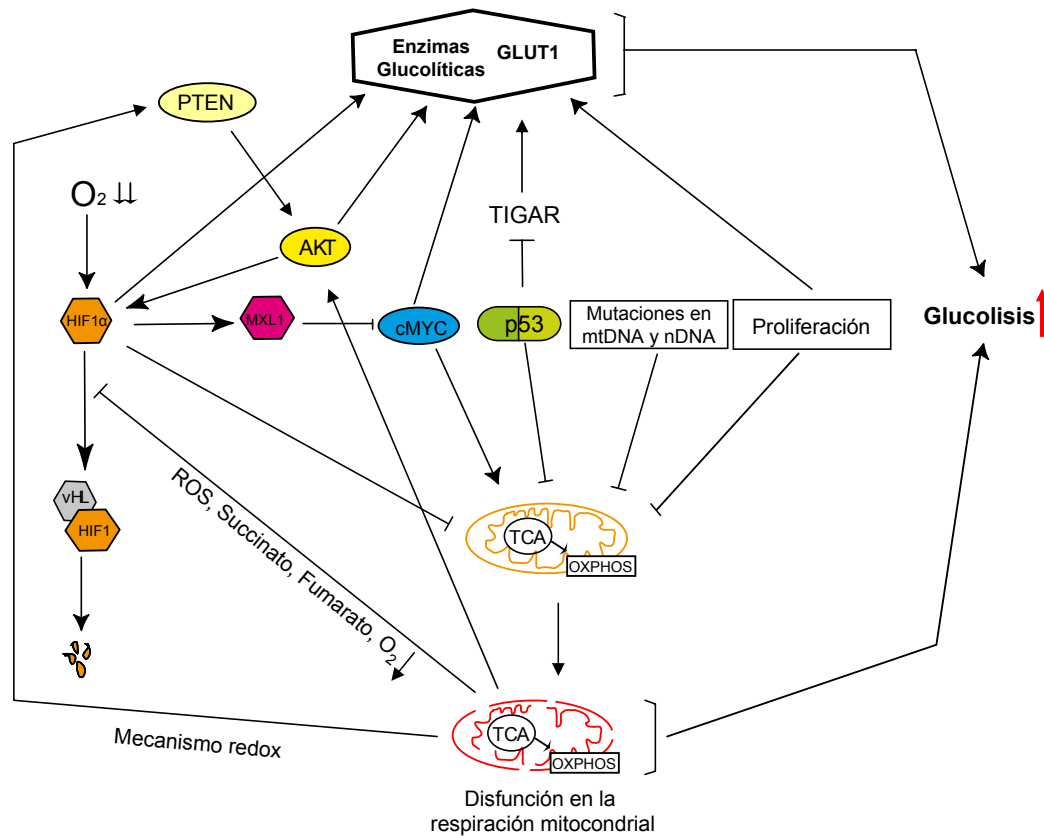 Enzimas GLUT1
Glucolíticas
PTEN
O2 ⇊
TIGAR
AKT
HIF1α
MXL1
cMYC
p53
Mutaciones en
mtDNA y nDNA
Proliferación
Glucolisis
vHL
HIF1
ROS, Succinato, Fumarato, O2
TCA
OXPHOS
Mecanismo redox
TCA
OXPHOS
Disfunción en la
respiración mitocondrial